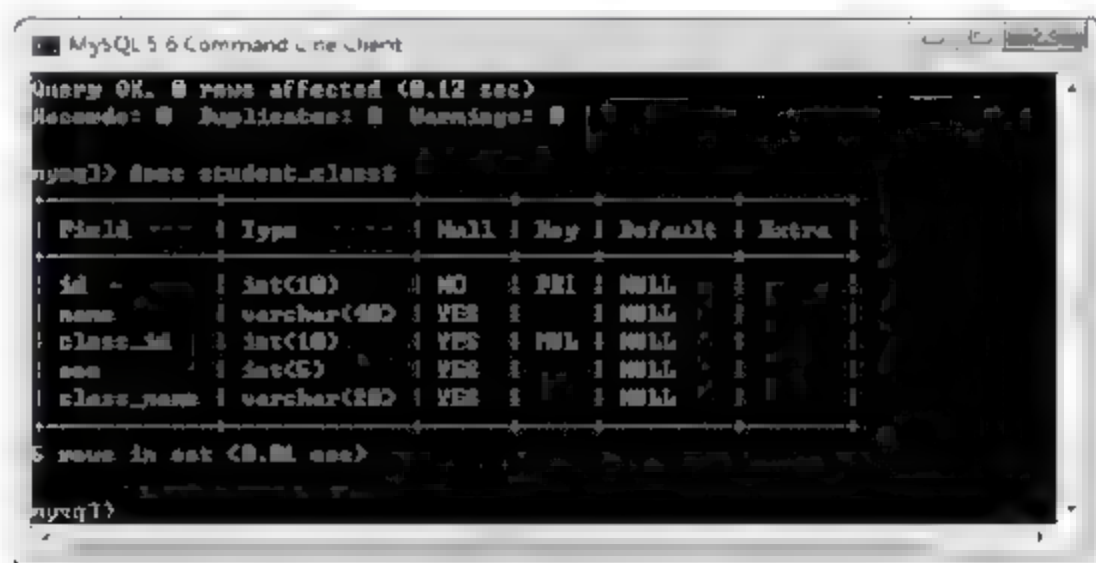 MySQL 5.6 Command Line Client
Query OK, 0 rows affected (0.12 sec)
Records: 0 Duplicates: 0 Warnings: 0
mysql> desc student_class;
| Field | Type | Null | Key | Default | Extra |
| id | int(10) | NO | PRI | NULL | |
| name | varchar(40) | YES | | NULL | |
| class_id | int(10) | YES | MUL | NULL | |
| | int(5) | YES | | NULL | |
| class_name | varchar(20) | YES | | NULL | |
5 rows in set (0.01 sec)
mysql>